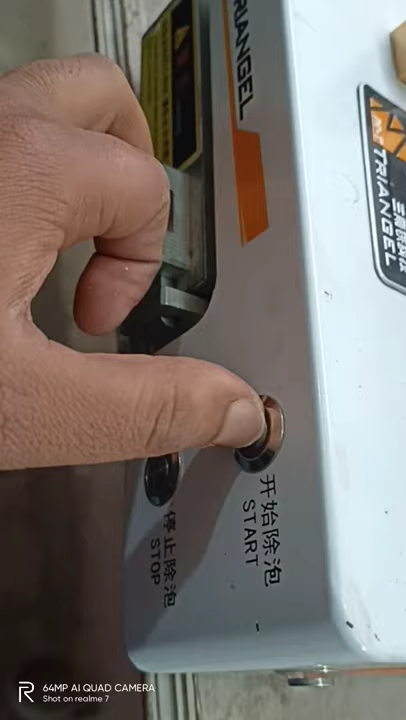 TRIANGEL
TRIANGEL
开始除泡
START
停止除泡
STOP
64MP AI QUAD CAMERA
Shot on realme 7